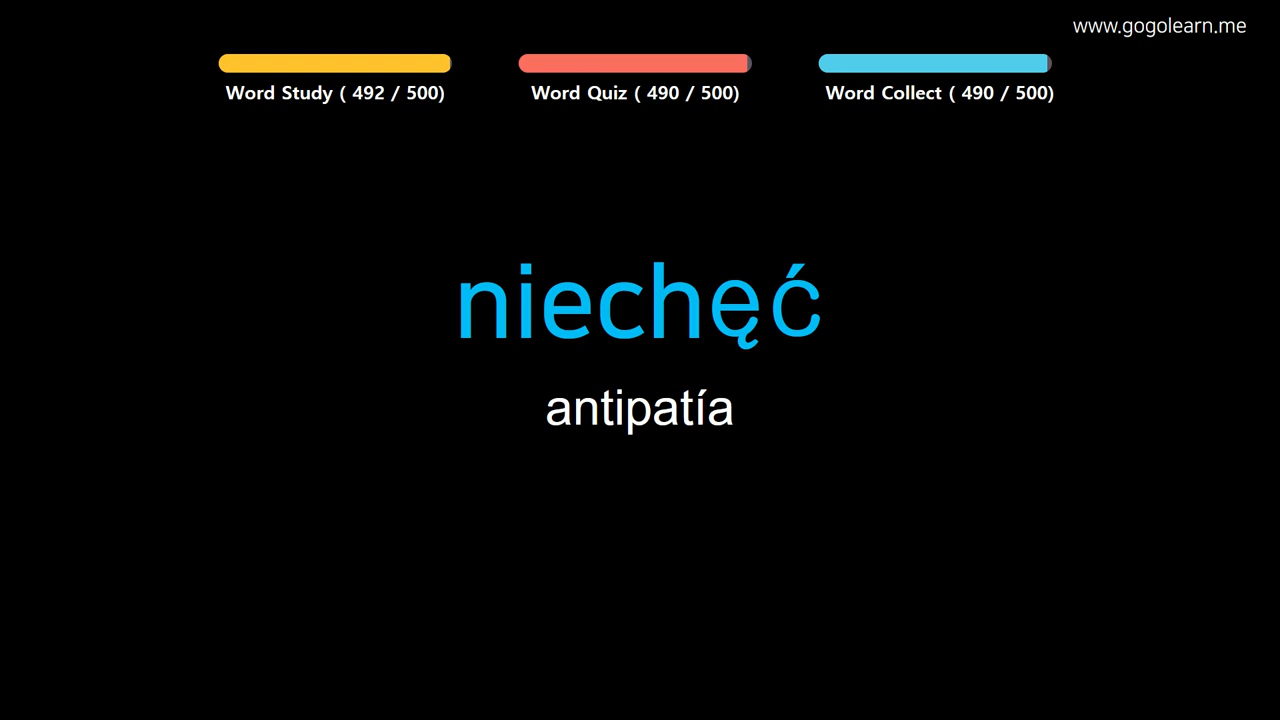 www.gogolearn.me
Word Study ( 492 / 500)
Word Quiz ( 490 / 500)
Word Collect ( 490 / 500)
niechęć
antipatía